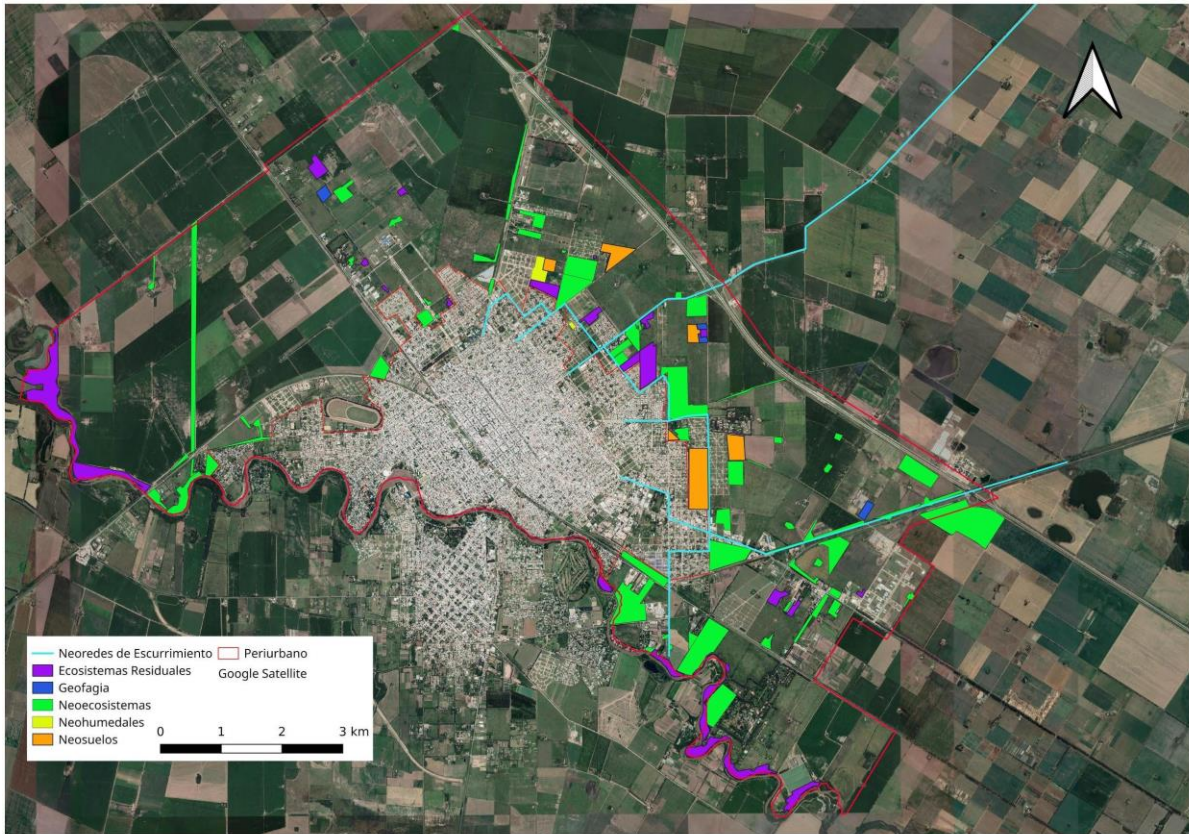 Neoredes de Escurrimiento
Periurbano
Ecosistemas Residuales
Google Satellite
Geofagia
Neoecosistemas
Neohumedales
Neosuelos
0 1 2 3 km